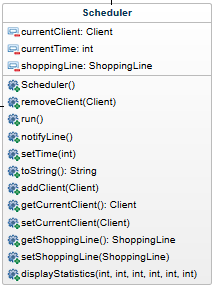 Scheduler
currentClient: Client
currentTime: int
shoppingLine: ShoppingLine
Scheduler()
removeClient(Client)
run()
notifyLine()
setTime(int)
toString(): String
addClient(Client)
getCurrentClient(): Client
setCurrentClient(Client)
getShoppingLine(): ShoppingLine
setShoppingLine(ShoppingLine)
displayStatistics(int, int, int, int, int, int)